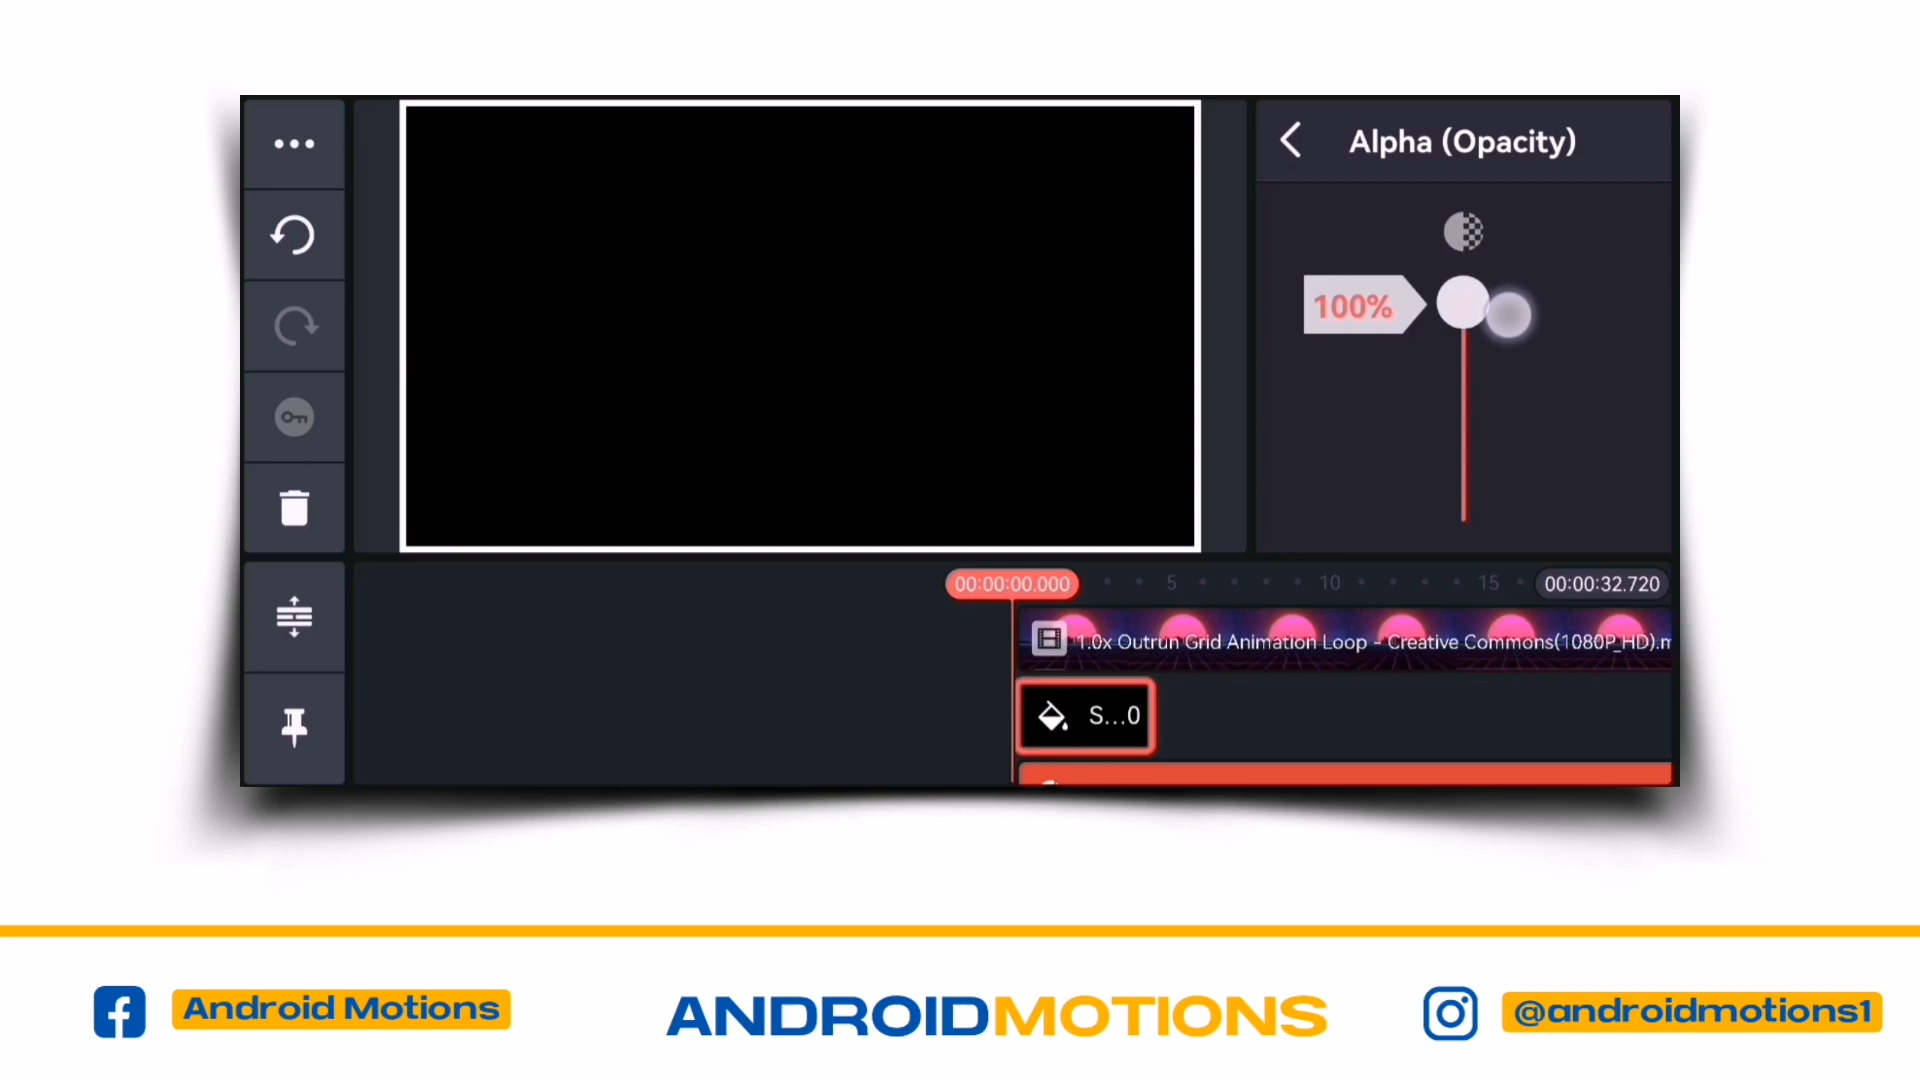 Alpha (Opacity)
100%
00:00:00.000
5
10
15
00:00:32.720
1.0x Outrun Grid Animation Loop - Creative Commons(1080P_HD).m
S...0
Android Motions
ANDROIDMOTIONS
@androidmotions1